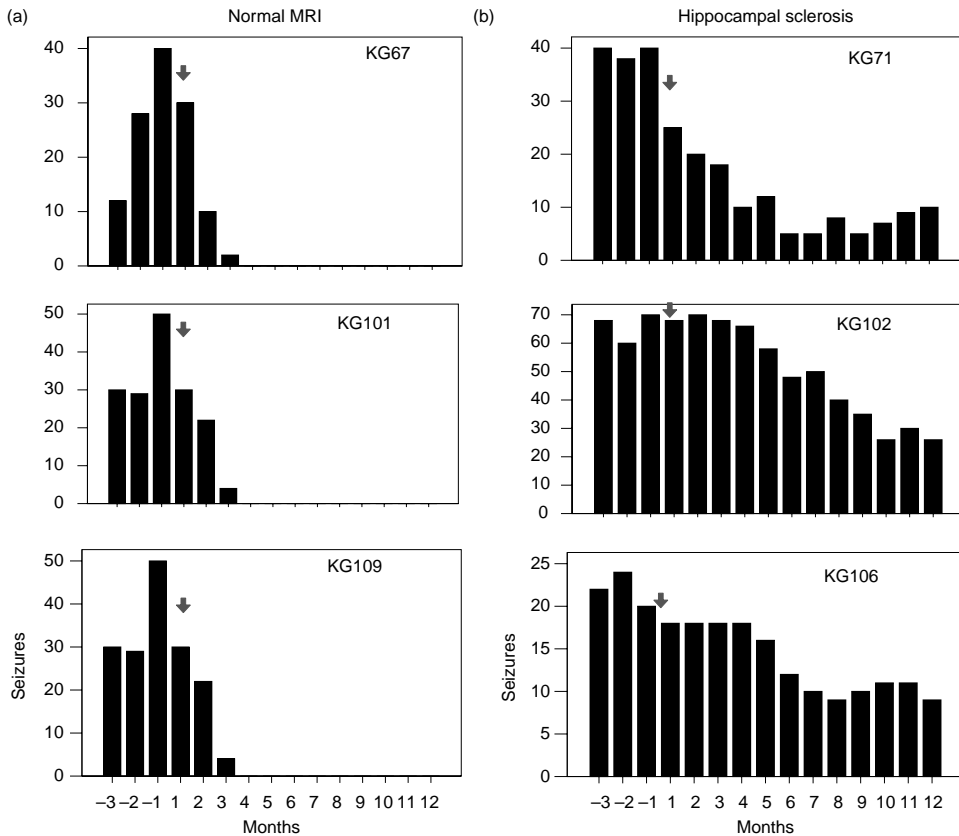 (a) Normal MRI
KG67
40
30
20
10
0
KG101
50
40
30
20
10
0
KG109
50
40
30
20
10
0
Seizures
–3 –2 –1 1 2 3 4 5 6 7 8 9 10 11 12
Months
(b) Hippocampal sclerosis
KG71
40
30
20
10
0
KG102
70
60
50
40
30
20
10
0
KG106
25
20
15
10
5
0
Seizures
–3 –2 –1 1 2 3 4 5 6 7 8 9 10 11 12
Months